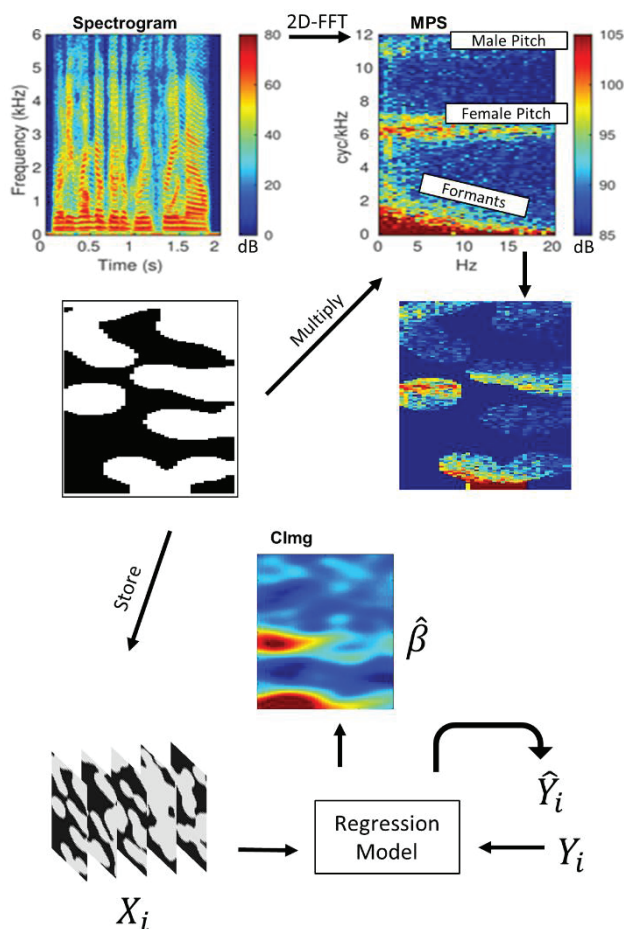 Spectrogram
2D-FFT
MPS
6
5
4
3
2
1
0
Frequency (kHz)
0
0.5
1
1.5
2
Time (s)
80
60
40
20
0
dB
12
10
8
6
4
2
0
cyc/kHz
Male Pitch
Female Pitch
Formants
0
5
10
15
20
Hz
105
100
95
90
85
dB
Multiply
Store
CImg
β̂
Ŷᵢ
Regression
Model
Yᵢ
Xᵢ